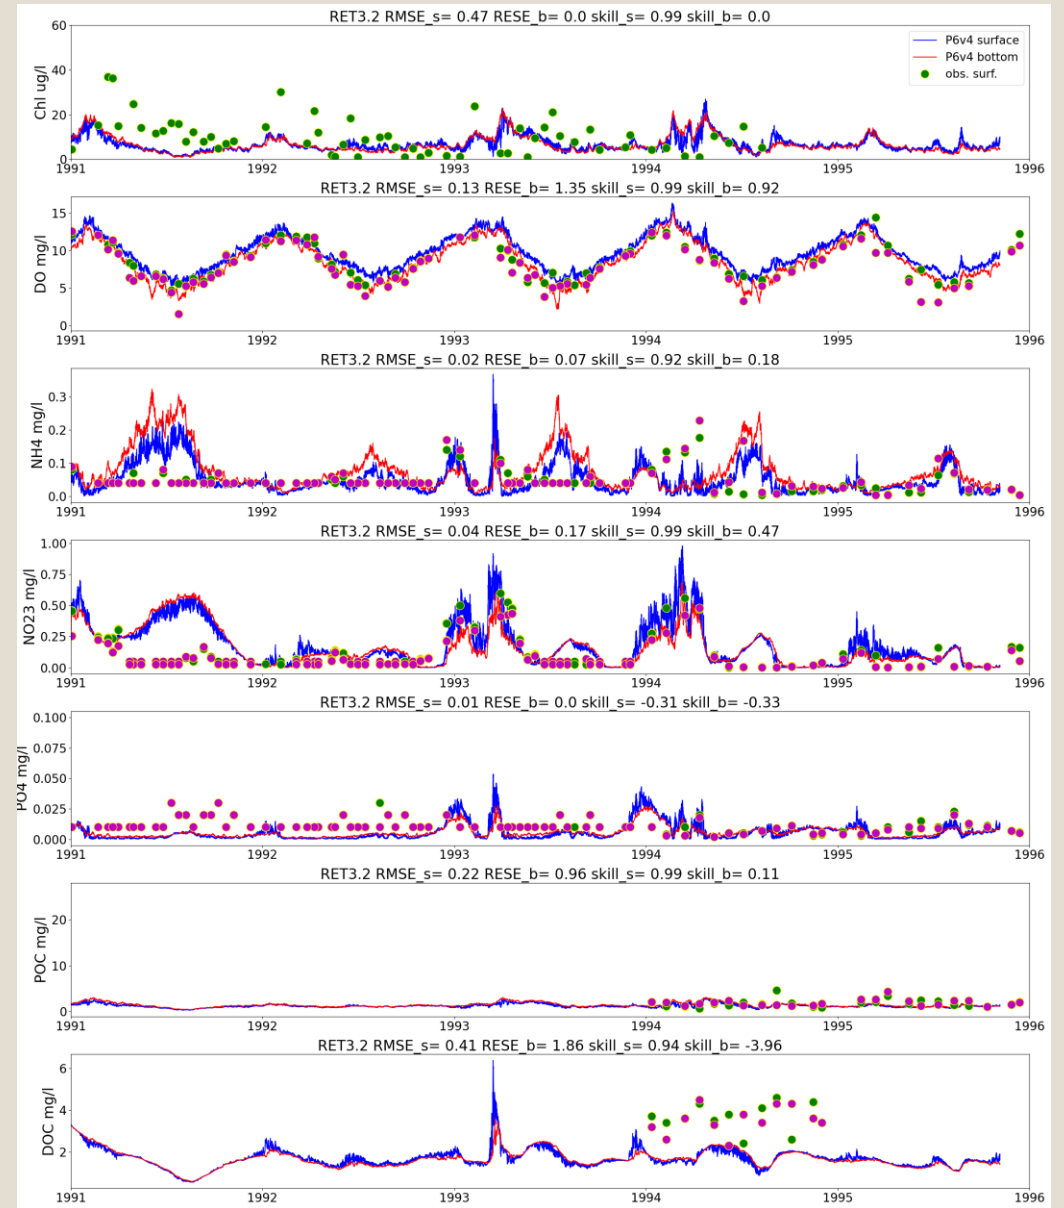 RET3.2 RMSE_s= 0.47 RESE_b= 0.0 skill_s= 0.99 skill_b= 0.0
Chl ug/l
60
40
20
0
P6v4 surface
P6v4 bottom
obs. surf.
1991 1992 1993 1994 1995 1996
RET3.2 RMSE_s= 0.13 RESE_b= 1.35 skill_s= 0.99 skill_b= 0.92
DO mg/l
15
10
5
0
1991 1992 1993 1994 1995 1996
RET3.2 RMSE_s= 0.02 RESE_b= 0.07 skill_s= 0.92 skill_b= 0.18
NH4 mg/l
0.3
0.2
0.1
0.0
1991 1992 1993 1994 1995 1996
RET3.2 RMSE_s= 0.04 RESE_b= 0.17 skill_s= 0.99 skill_b= 0.47
NO23 mg/l
1.00
0.75
0.50
0.25
0.00
1991 1992 1993 1994 1995 1996
RET3.2 RMSE_s= 0.01 RESE_b= 0.0 skill_s= -0.31 skill_b= -0.33
PO4 mg/l
0.100
0.075
0.050
0.025
0.000
1991 1992 1993 1994 1995 1996
RET3.2 RMSE_s= 0.22 RESE_b= 0.96 skill_s= 0.99 skill_b= 0.11
POC mg/l
20
10
0
1991 1992 1993 1994 1995 1996
RET3.2 RMSE_s= 0.41 RESE_b= 1.86 skill_s= 0.94 skill_b= -3.96
DOC mg/l
6
4
2
1991 1992 1993 1994 1995 1996